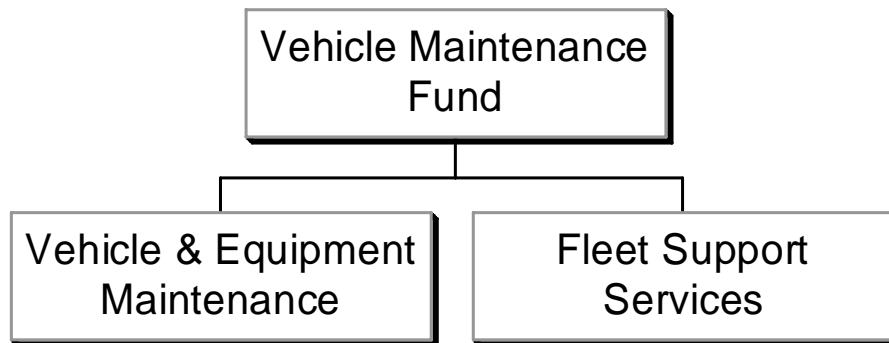 Vehicle Maintenance
Fund
Vehicle & Equipment
Maintenance
Fleet Support
Services